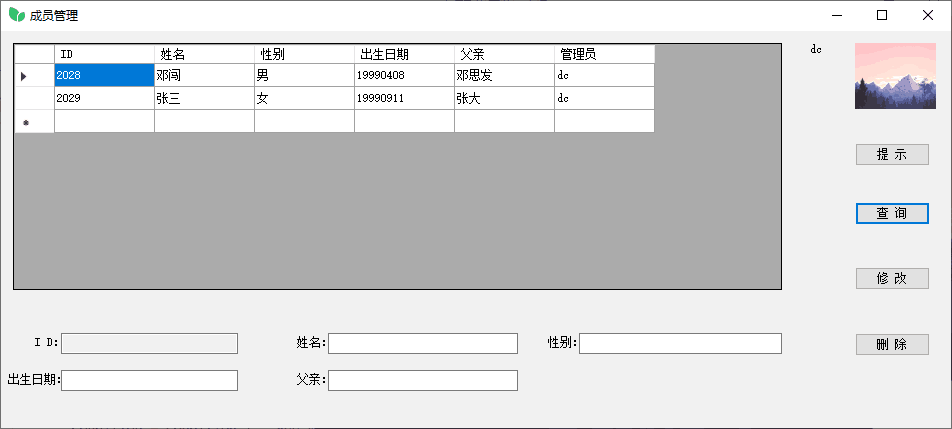 成员管理
ID 姓名 性别 出生日期 父亲 管理员
2028 邓闯 男 19990408 邓思发 dc
2029 张三 女 19990911 张大 dc
dc
提 示
查 询
修 改
删 除
I D: 姓名: 性别:
出生日期: 父亲: